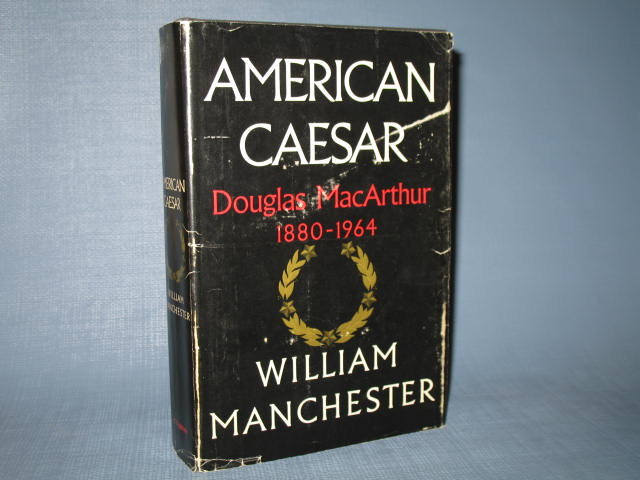 AMERICAN
CAESAR
Douglas MacArthur
1880-1964
WILLIAM
MANCHESTER
AMERICAN
CAESAR
WILLIAM
MANCHESTER